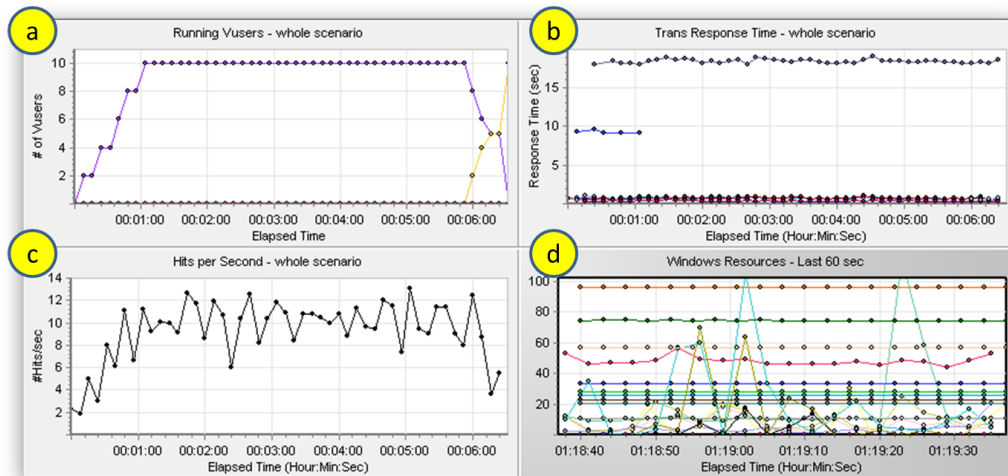 a
Running Vusers - whole scenario
# of Vusers
10
8
6
4
2
00:01:00 00:02:00 00:03:00 00:04:00 00:05:00 00:06:00
Elapsed Time
b
Trans Response Time - whole scenario
Response Time (sec)
15
10
5
00:01:00 00:02:00 00:03:00 00:04:00 00:05:00 00:06:00
Elapsed Time (Hour:Min:Sec)
c
Hits per Second - whole scenario
#Hits/sec
14
12
10
8
6
4
2
00:01:00 00:02:00 00:03:00 00:04:00 00:05:00 00:06:00
Elapsed Time (Hour:Min:Sec)
d
Windows Resources - Last 60 sec
100
80
60
40
20
01:18:40 01:18:50 01:19:00 01:19:10 01:19:20 01:19:30
Elapsed Time (Hour:Min:Sec)